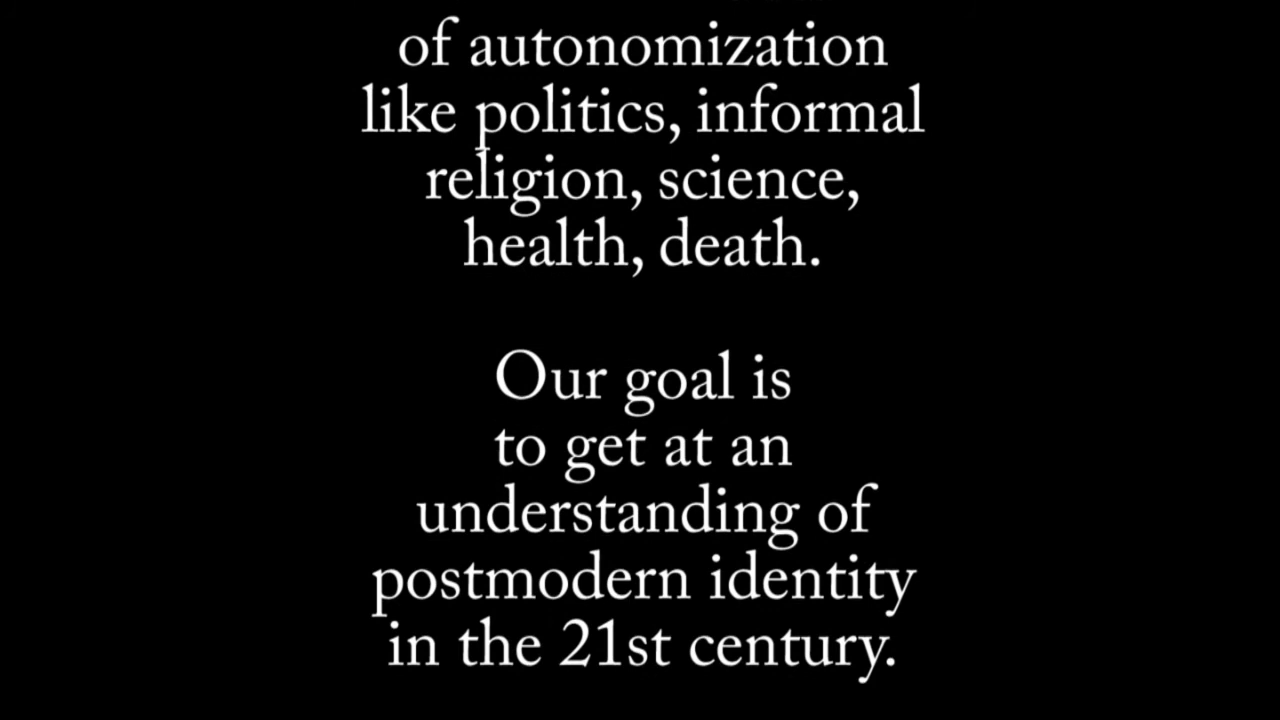 of autonomization
like politics, informal
religion, science,
health, death.
Our goal is
to get at an
understanding of
postmodern identity
in the 21st century.